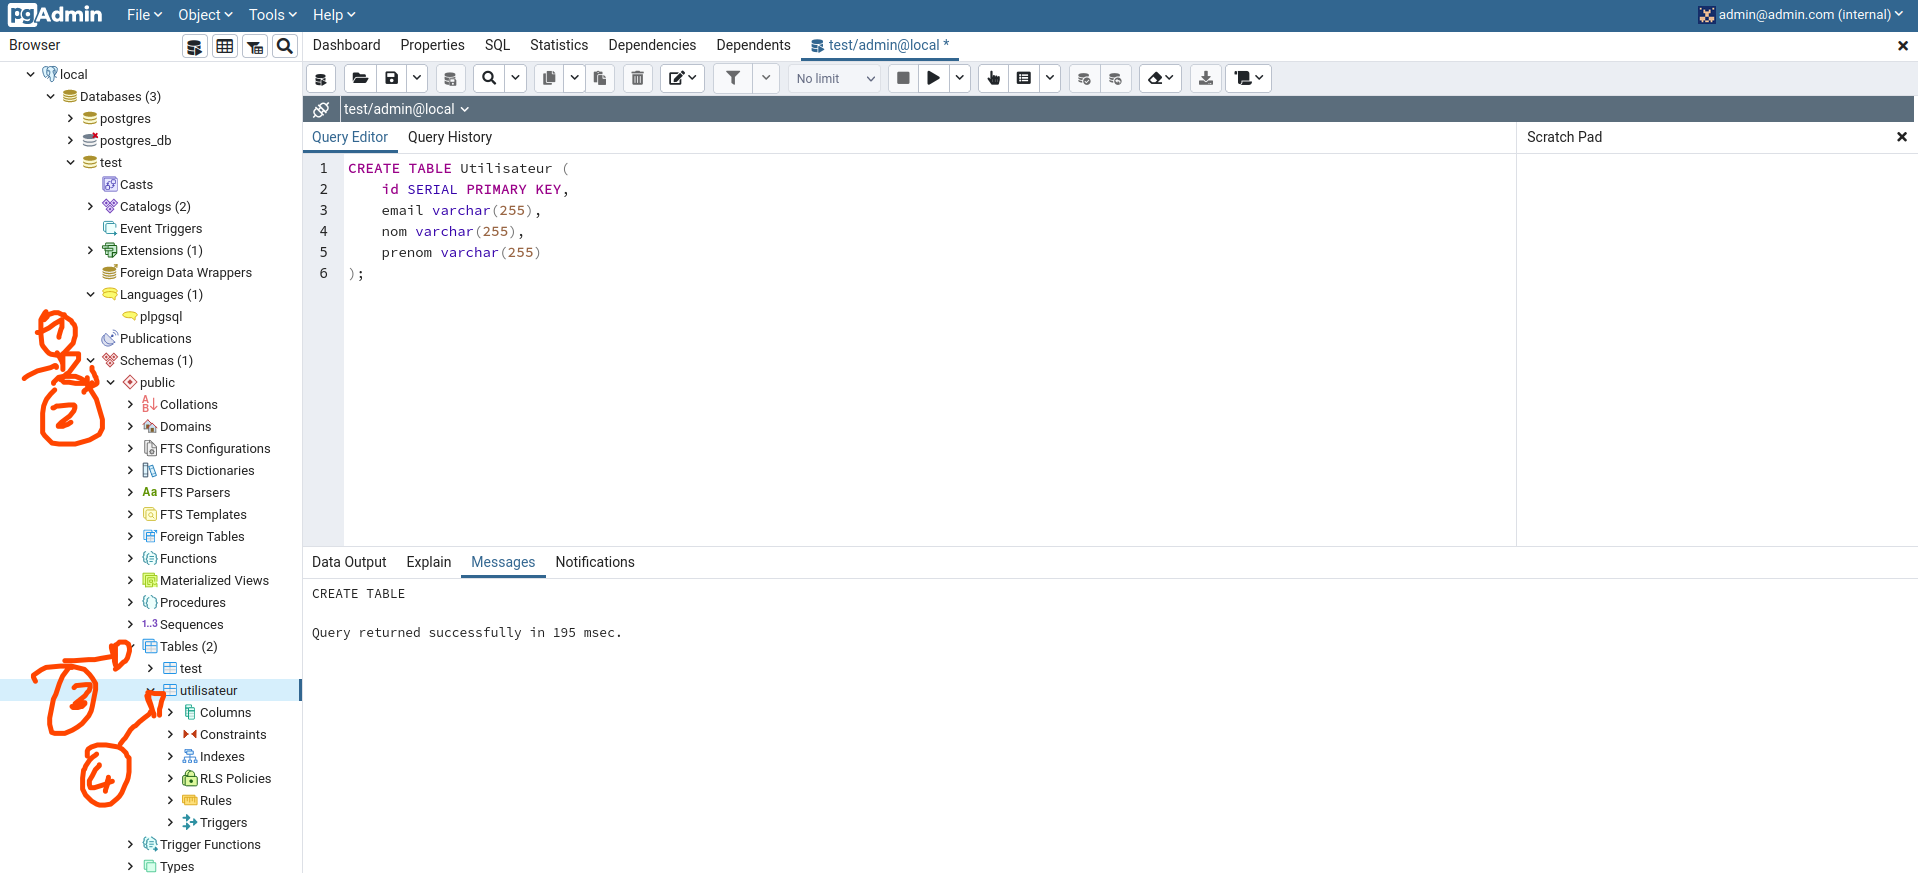 pgAdmin File Object Tools Help admin@admin.com (internal)
Browser Dashboard Properties SQL Statistics Dependencies Dependents test/admin@local *
No limit
test/admin@local
Query Editor Query History Scratch Pad
local
Databases (3)
postgres
postgres_db
test
Casts
Catalogs (2)
Event Triggers
Extensions (1)
Foreign Data Wrappers
Languages (1)
plpgsql
Publications
Schemas (1)
public
Collations
Domains
FTS Configurations
FTS Dictionaries
Aa FTS Parsers
FTS Templates
Foreign Tables
Functions
Materialized Views
Procedures
1..3 Sequences
Tables (2)
test
utilisateur
Columns
Constraints
Indexes
RLS Policies
Rules
Triggers
Trigger Functions
Types
1
2
3
4
1 CREATE TABLE Utilisateur (
2 id SERIAL PRIMARY KEY,
3 email varchar(255),
4 nom varchar(255),
5 prenom varchar(255)
6 );
Data Output Explain Messages Notifications
CREATE TABLE
Query returned successfully in 195 msec.